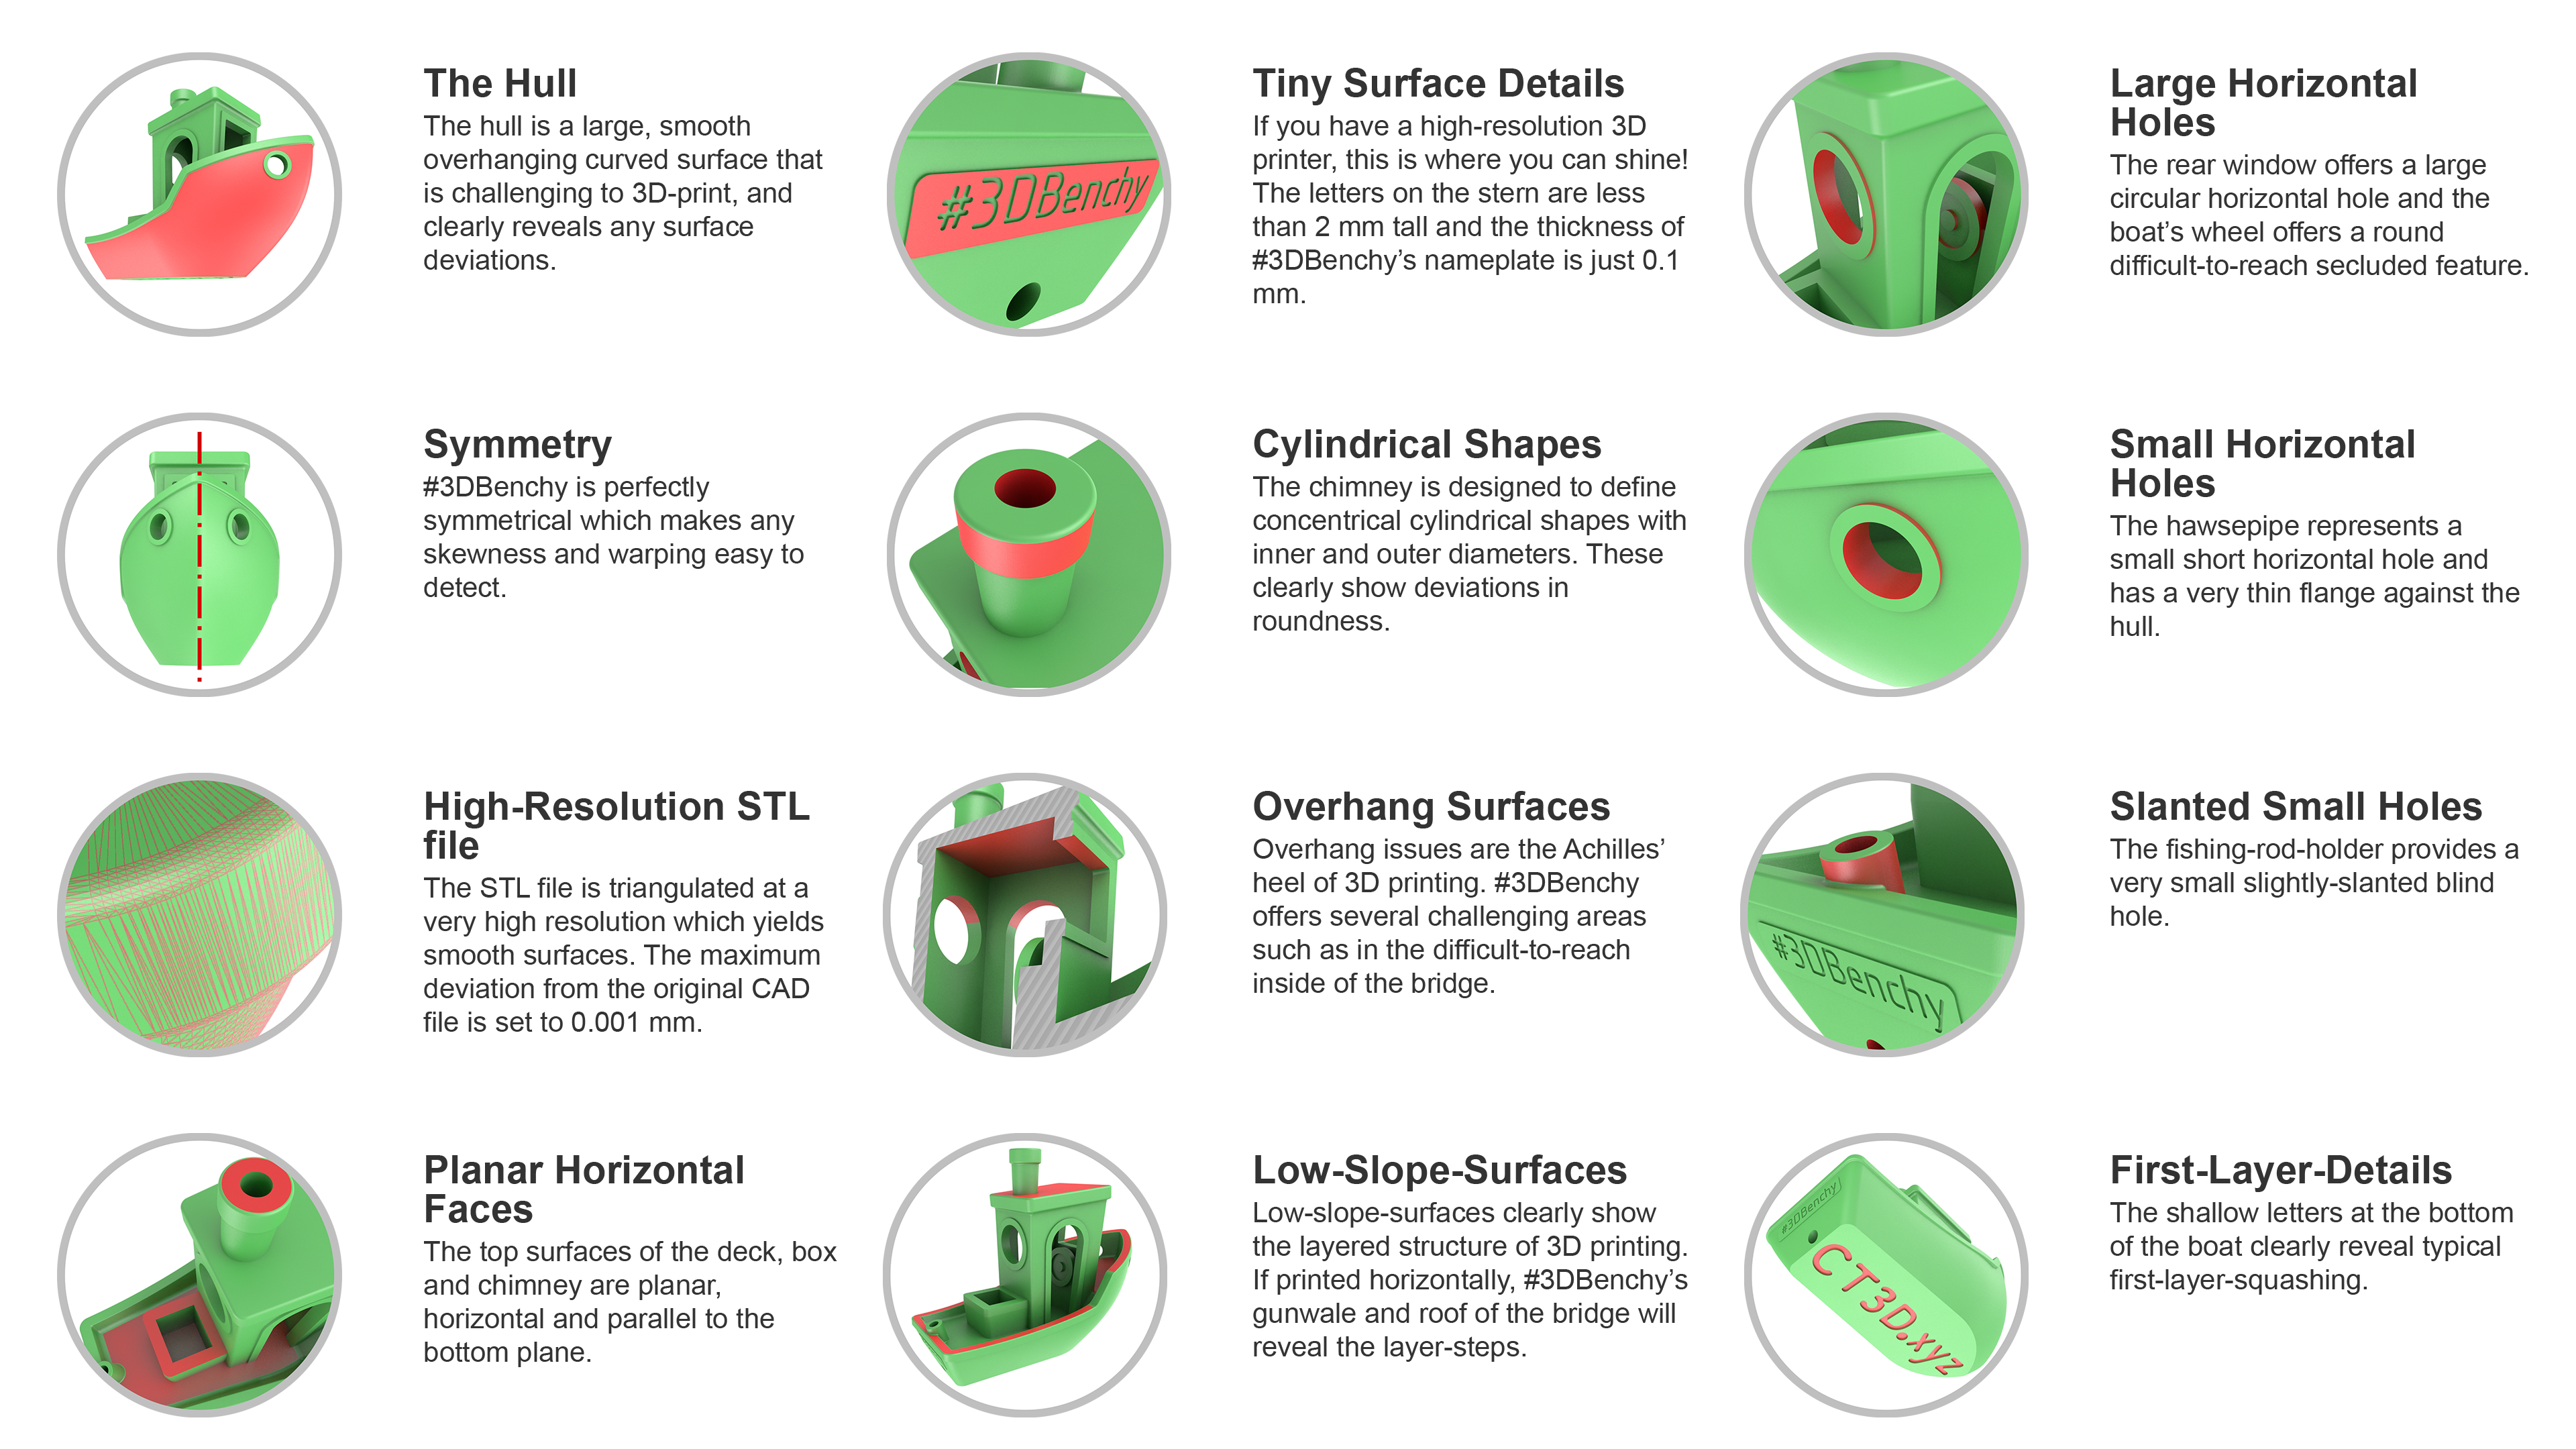 The Hull
The hull is a large, smooth
overhanging curved surface that
is challenging to 3D-print, and
clearly reveals any surface
deviations.
#3DBenchy
Tiny Surface Details
If you have a high-resolution 3D
printer, this is where you can shine!
The letters on the stern are less
than 2 mm tall and the thickness of
#3DBenchy’s nameplate is just 0.1
mm.
Large Horizontal
Holes
The rear window offers a large
circular horizontal hole and the
boat’s wheel offers a round
difficult-to-reach secluded feature.
Symmetry
#3DBenchy is perfectly
symmetrical which makes any
skewness and warping easy to
detect.
Cylindrical Shapes
The chimney is designed to define
concentrical cylindrical shapes with
inner and outer diameters. These
clearly show deviations in
roundness.
Small Horizontal
Holes
The hawsepipe represents a
small short horizontal hole and
has a very thin flange against the
hull.
High-Resolution STL
file
The STL file is triangulated at a
very high resolution which yields
smooth surfaces. The maximum
deviation from the original CAD
file is set to 0.001 mm.
Overhang Surfaces
Overhang issues are the Achilles’
heel of 3D printing. #3DBenchy
offers several challenging areas
such as in the difficult-to-reach
inside of the bridge.
#3DBenchy
Slanted Small Holes
The fishing-rod-holder provides a
very small slightly-slanted blind
hole.
Planar Horizontal
Faces
The top surfaces of the deck, box
and chimney are planar,
horizontal and parallel to the
bottom plane.
Low-Slope-Surfaces
Low-slope-surfaces clearly show
the layered structure of 3D printing.
If printed horizontally, #3DBenchy’s
gunwale and roof of the bridge will
reveal the layer-steps.
#3DBenchy
CT3D.xyz
First-Layer-Details
The shallow letters at the bottom
of the boat clearly reveal typical
first-layer-squashing.